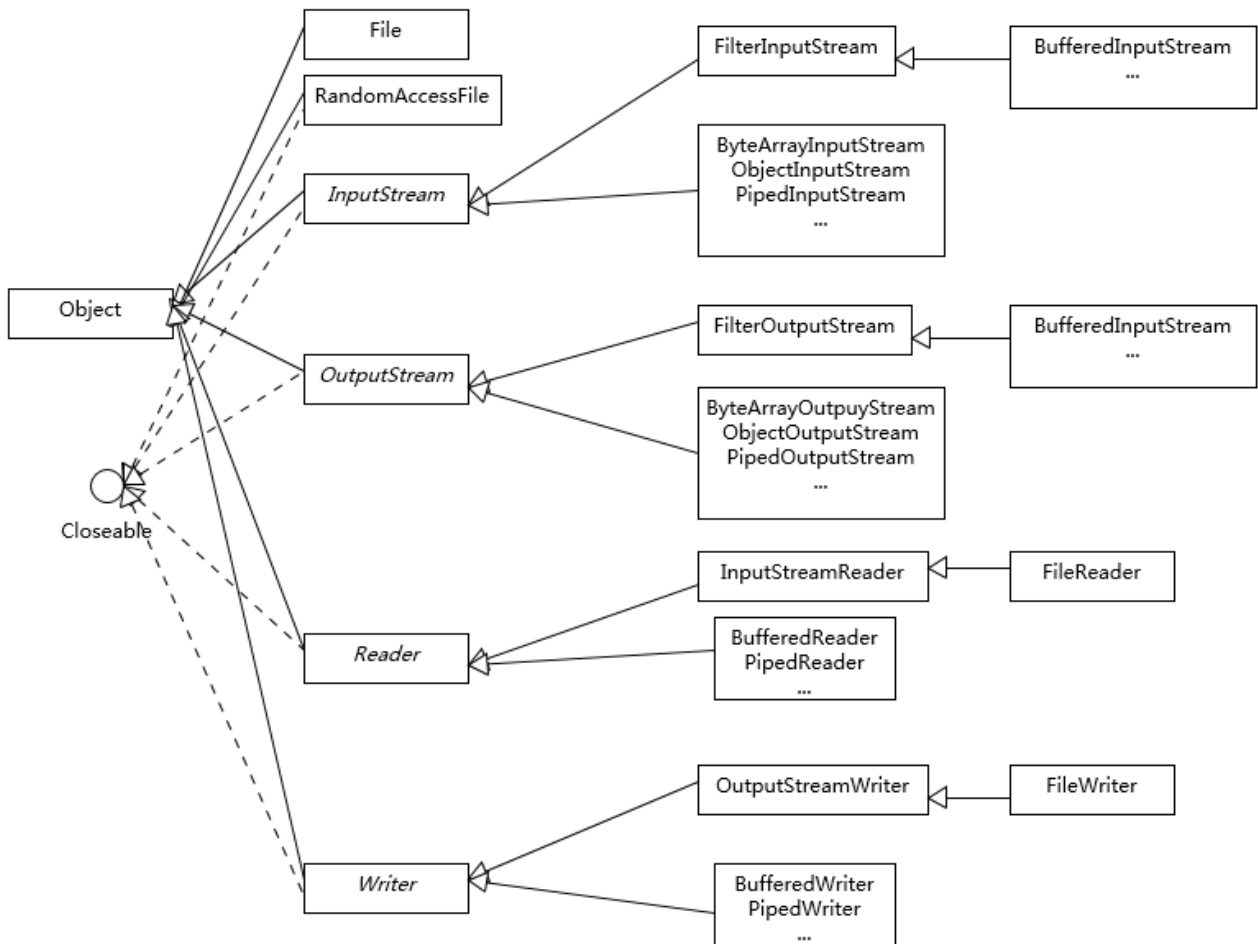 File
FilterInputStream
BufferedInputStream
...
RandomAccessFile
ByteArrayInputStream
ObjectInputStream
PipedInputStream
...
InputStream
Object
FilterOutputStream
BufferedInputStream
...
OutputStream
ByteArrayOutpuyStream
ObjectOutputStream
PipedOutputStream
...
Closeable
InputStreamReader
FileReader
Reader
BufferedReader
PipedReader
...
OutputStreamWriter
FileWriter
Writer
BufferedWriter
PipedWriter
...